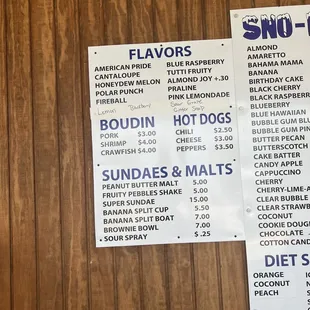 FLAVORS
AMERICAN PRIDE
CANTALOUPE
HONEYDEW MELON
POLAR PUNCH
FIREBALL
BLUE RASPBERRY
TUTTI FRUITY
ALMOND JOY +.30
PRALINE
PINK LEMONADE
BOUDIN
PORK $3.00
SHRIMP $4.00
CRAWFISH $4.00
HOT DOGS
CHILI $2.50
CHEESE $3.00
PEPPERS $3.50
SUNDAES & MALTS
PEANUT BUTTER MALT 5.00
FRUITY PEBBLES SHAKE 5.00
SUPER SUNDAE 15.00
BANANA SPLIT CUP 5.50
BANANA SPLIT BOAT 7.00
BROWNIE BOWL 7.00
SOUR SPRAY $ .25
SNO-
ALMOND
AMARETTO
BAHAMA MAMA
BANANA
BIRTHDAY CAKE
BLACK CHERRY
BLACK RASPBER
BLUEBERRY
BLUE HAWAIIAN
BUBBLE GUM BLU
BUBBLE GUM PIN
BUTTER PECAN
BUTTERSCOTCH
CAKE BATTER
CANDY APPLE
CAPPUCCINO
CHERRY
CHERRY-LIME-A
CLEAR BUBBLE
CLEAR STRAWB
COCONUT
COOKIE DOUG
CHOCOLATE
COTTON CAND
DIET S
ORANGE
COCONUT
PEACH